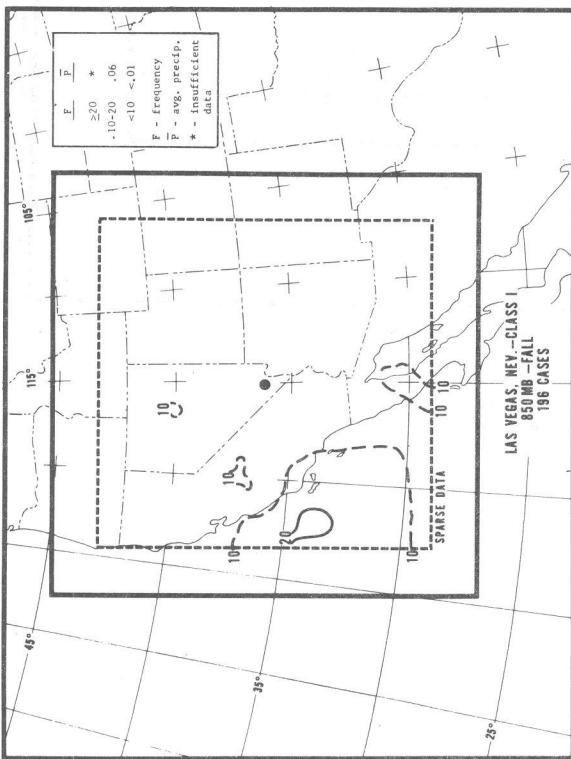 F P
≥20 *
.10-20 .06
<10 <.01
F - frequency
P̅ - avg. precip.
* - insufficient
data
105°
115°
45°
35°
25°
10
10
10
20
10
10
10
SPARSE DATA
LAS VEGAS, NEV.-CLASS I
850 MB -FALL
196 CASES